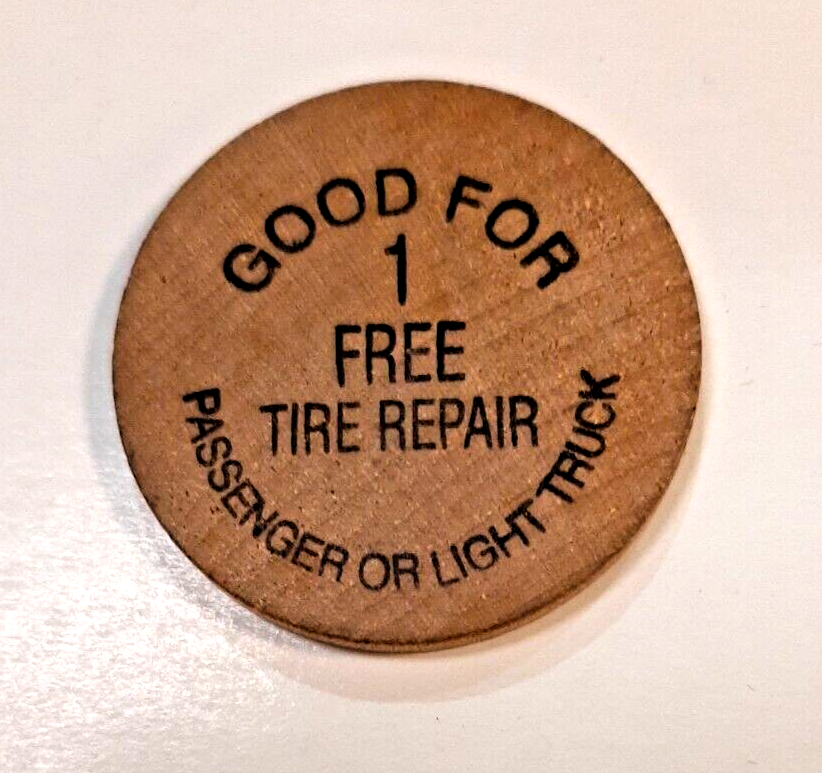 GOOD FOR
1
FREE
TIRE REPAIR
PASSENGER OR LIGHT TRUCK